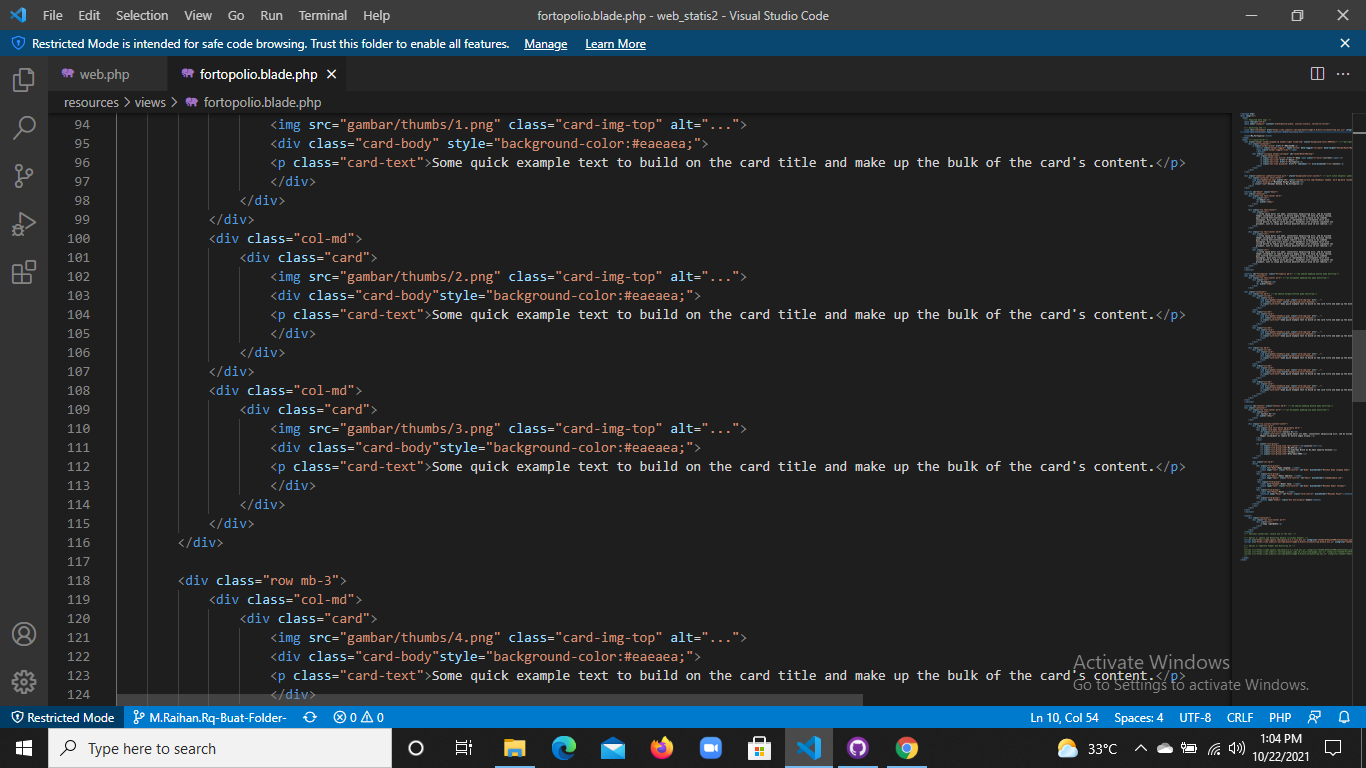 File Edit Selection View Go Run Terminal Help fortopolio.blade.php - web_statis2 - Visual Studio Code
Restricted Mode is intended for safe code browsing. Trust this folder to enable all features. Manage Learn More
web.php fortopolio.blade.php
resources > views > fortopolio.blade.php
94 <img src="gambar/thumbs/1.png" class="card-img-top" alt="...">
95 <div class="card-body" style="background-color:#eaeaea;">
96 <p class="card-text">Some quick example text to build on the card title and make up the bulk of the card's content.</p>
97 </div>
98 </div>
99 </div>
100 <div class="col-md">
101 <div class="card">
102 <img src="gambar/thumbs/2.png" class="card-img-top" alt="...">
103 <div class="card-body"style="background-color:#eaeaea;">
104 <p class="card-text">Some quick example text to build on the card title and make up the bulk of the card's content.</p>
105 </div>
106 </div>
107 </div>
108 <div class="col-md">
109 <div class="card">
110 <img src="gambar/thumbs/3.png" class="card-img-top" alt="...">
111 <div class="card-body"style="background-color:#eaeaea;">
112 <p class="card-text">Some quick example text to build on the card title and make up the bulk of the card's content.</p>
113 </div>
114 </div>
115 </div>
116 </div>
117
118 <div class="row mb-3">
119 <div class="col-md">
120 <div class="card">
121 <img src="gambar/thumbs/4.png" class="card-img-top" alt="...">
122 <div class="card-body"style="background-color:#eaeaea;">
123 <p class="card-text">Some quick example text to build on the card title and make up the bulk of the card's content.</p>
124 </div>
Activate Windows
Go to Settings to activate Windows.
Restricted Mode M.Raihan.Rq-Buat-Folder- 0 0 Ln 10, Col 54 Spaces: 4 UTF-8 CRLF PHP
Type here to search 33°C 1:04 PM
10/22/2021